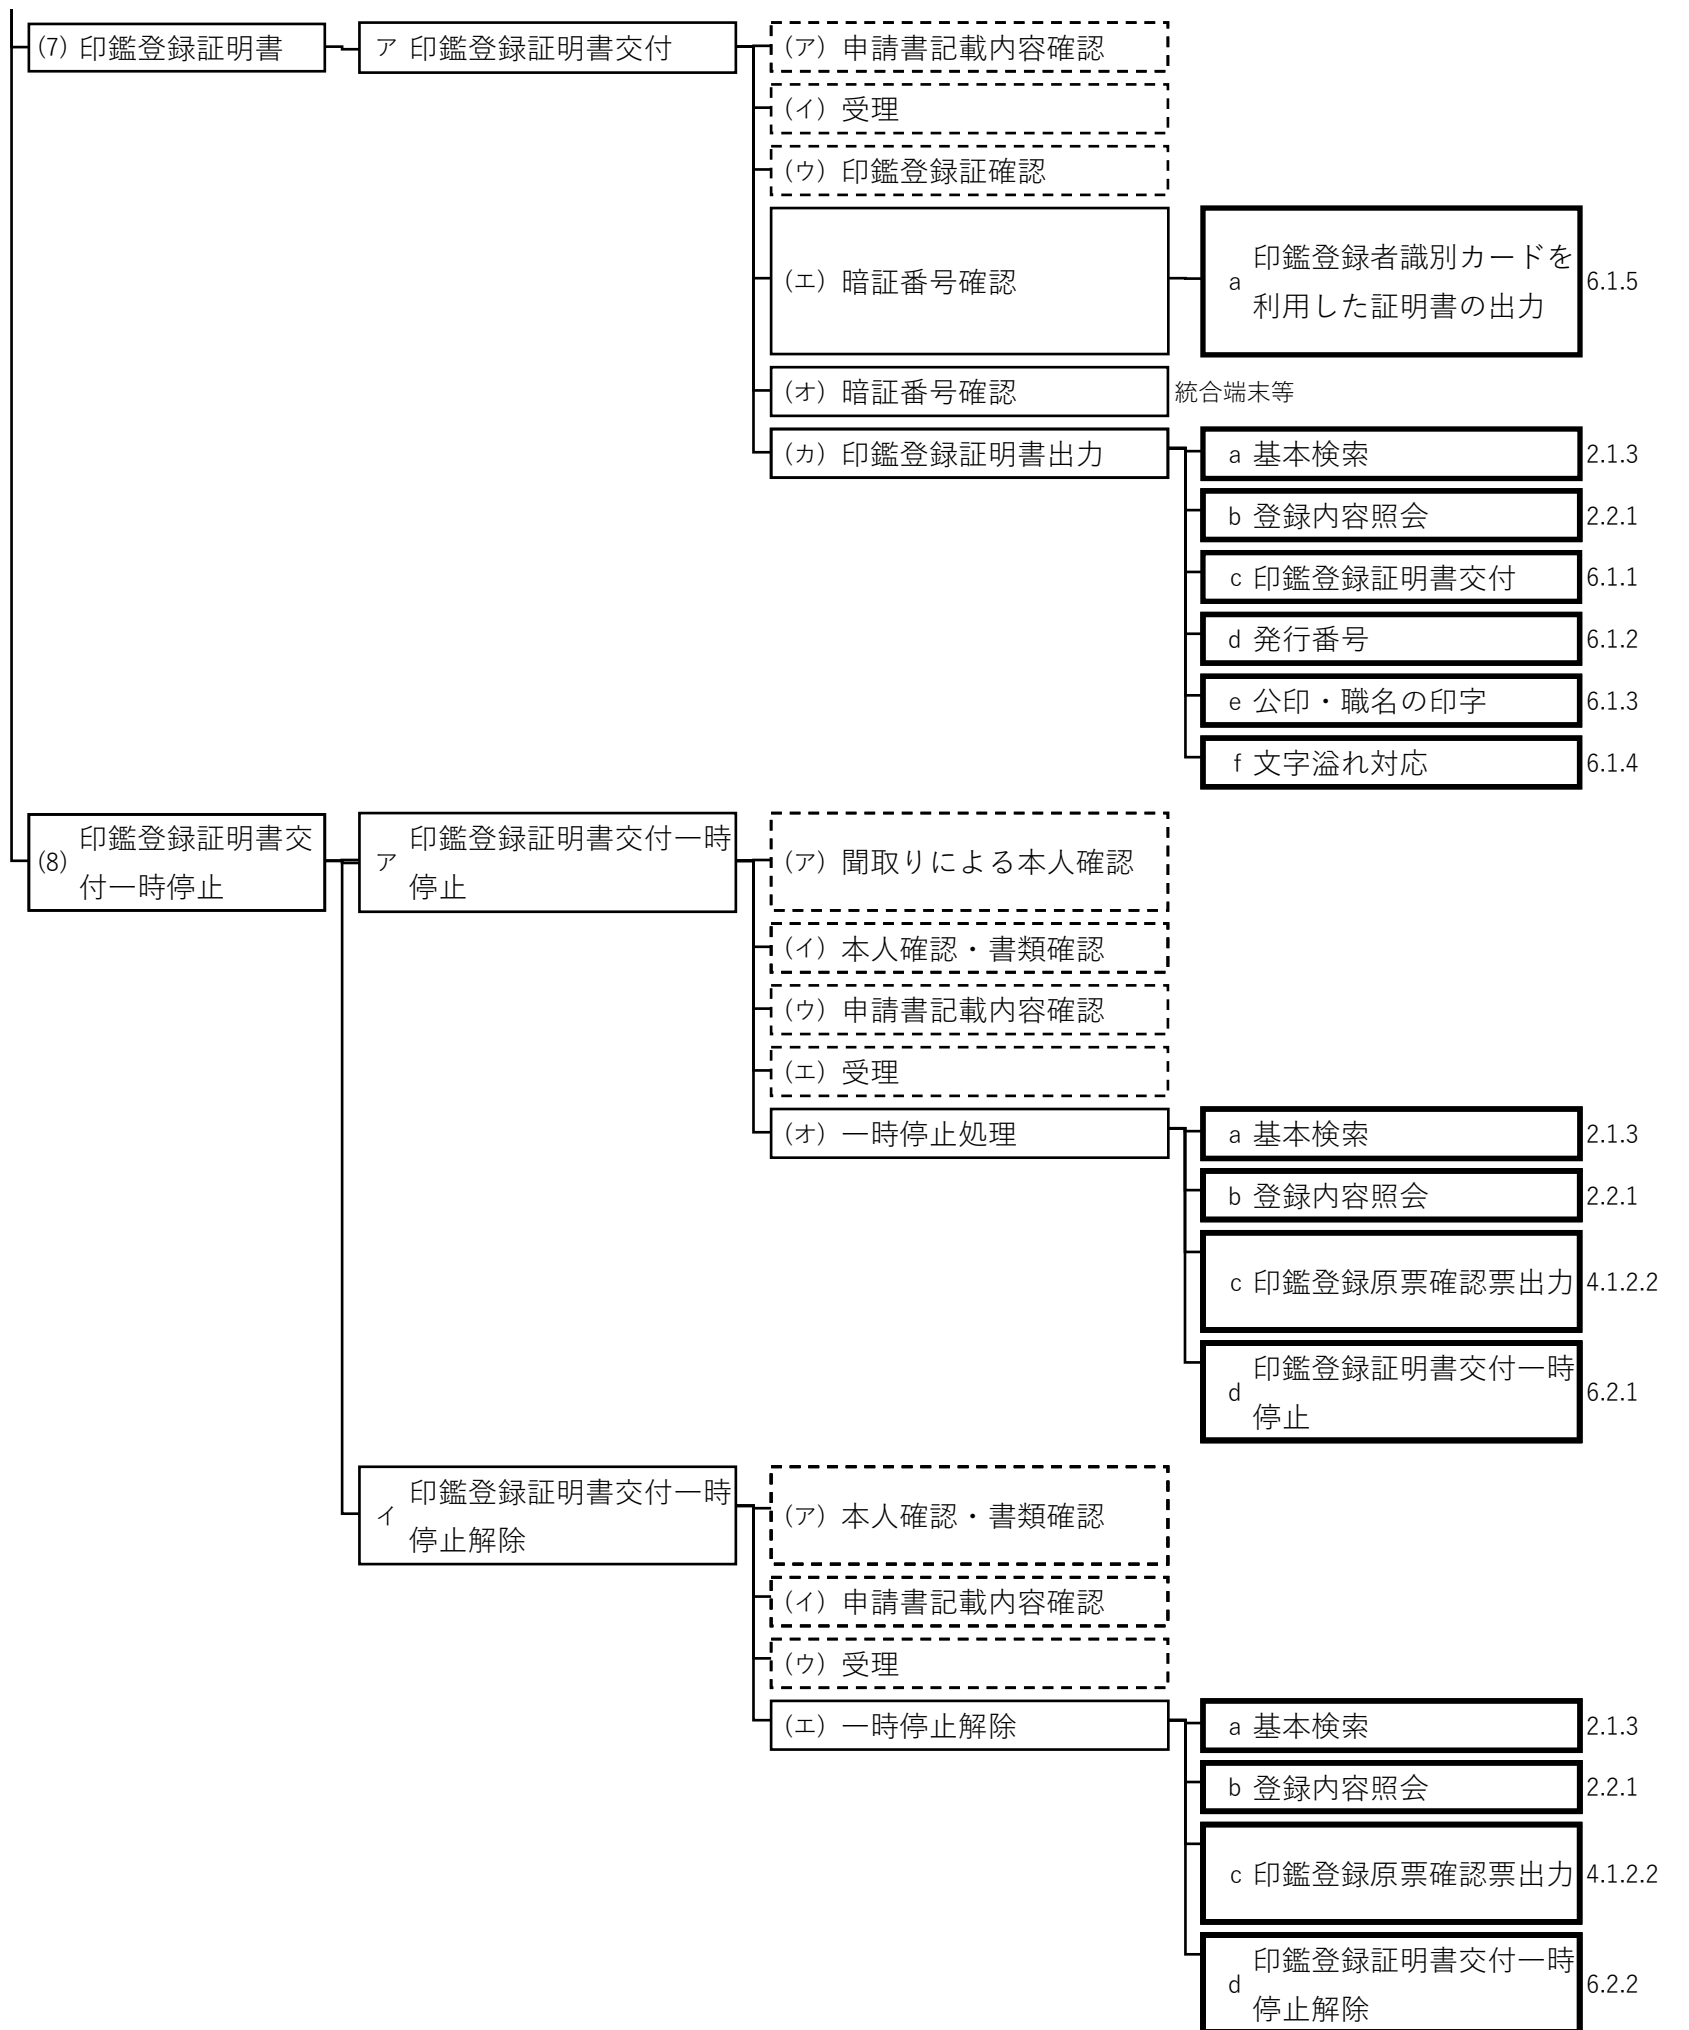 (7) 印鑑登録証明書
ア 印鑑登録証明書交付
(ア) 申請書記載内容確認
(イ) 受理
(ウ) 印鑑登録証確認
(エ) 暗証番号確認
a 印鑑登録者識別カードを
利用した証明書の出力
6.1.5
(オ) 暗証番号確認
統合端末等
(カ) 印鑑登録証明書出力
a 基本検索 2.1.3
b 登録内容照会 2.2.1
c 印鑑登録証明書交付 6.1.1
d 発行番号 6.1.2
e 公印・職名の印字 6.1.3
f 文字溢れ対応 6.1.4
(8) 印鑑登録証明書交
付一時停止
ア 印鑑登録証明書交付一時
停止
(ア) 聞取りによる本人確認
(イ) 本人確認・書類確認
(ウ) 申請書記載内容確認
(エ) 受理
(オ) 一時停止処理
a 基本検索 2.1.3
b 登録内容照会 2.2.1
c 印鑑登録原票確認票出力 4.1.2.2
d 印鑑登録証明書交付一時
停止
6.2.1
イ 印鑑登録証明書交付一時
停止解除
(ア) 本人確認・書類確認
(イ) 申請書記載内容確認
(ウ) 受理
(エ) 一時停止解除
a 基本検索 2.1.3
b 登録内容照会 2.2.1
c 印鑑登録原票確認票出力 4.1.2.2
d 印鑑登録証明書交付一時
停止解除
6.2.2